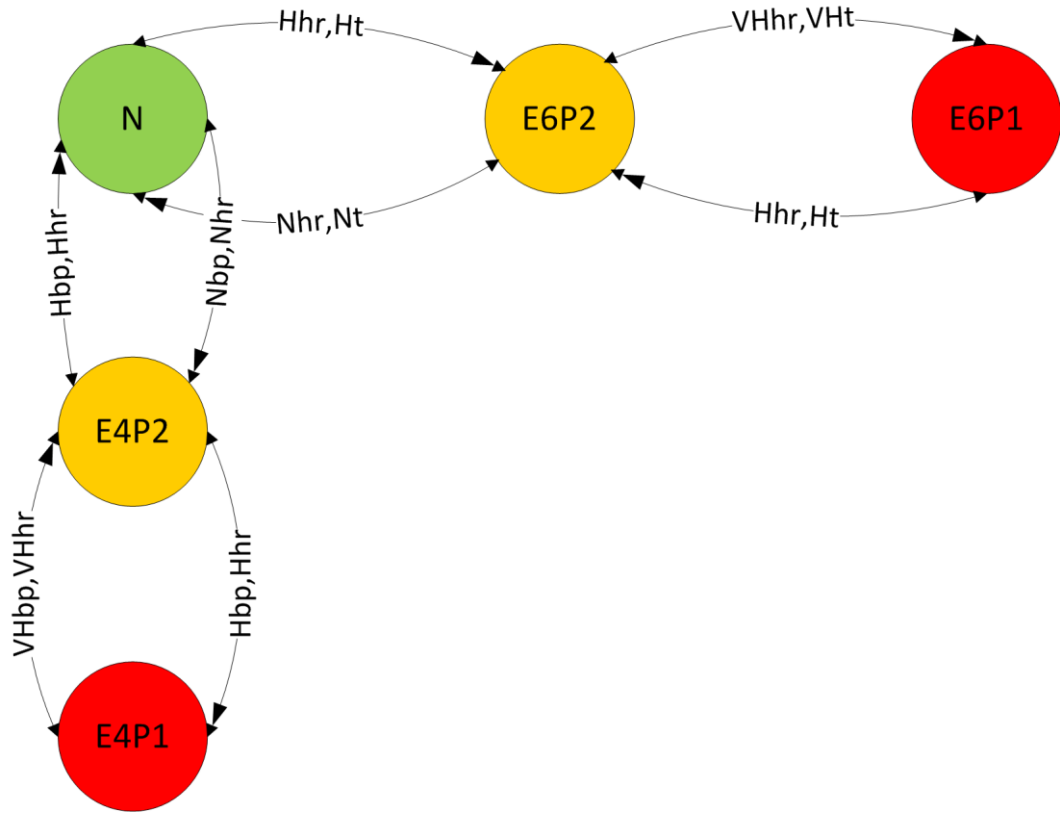 Hhr,Ht
VHhr,VHt
N
E6P2
E6P1
Nhr,Nt
Hhr,Ht
Hbp,Hhr
Nbp,Nhr
E4P2
VHbp,VHhr
Hbp,Hhr
E4P1